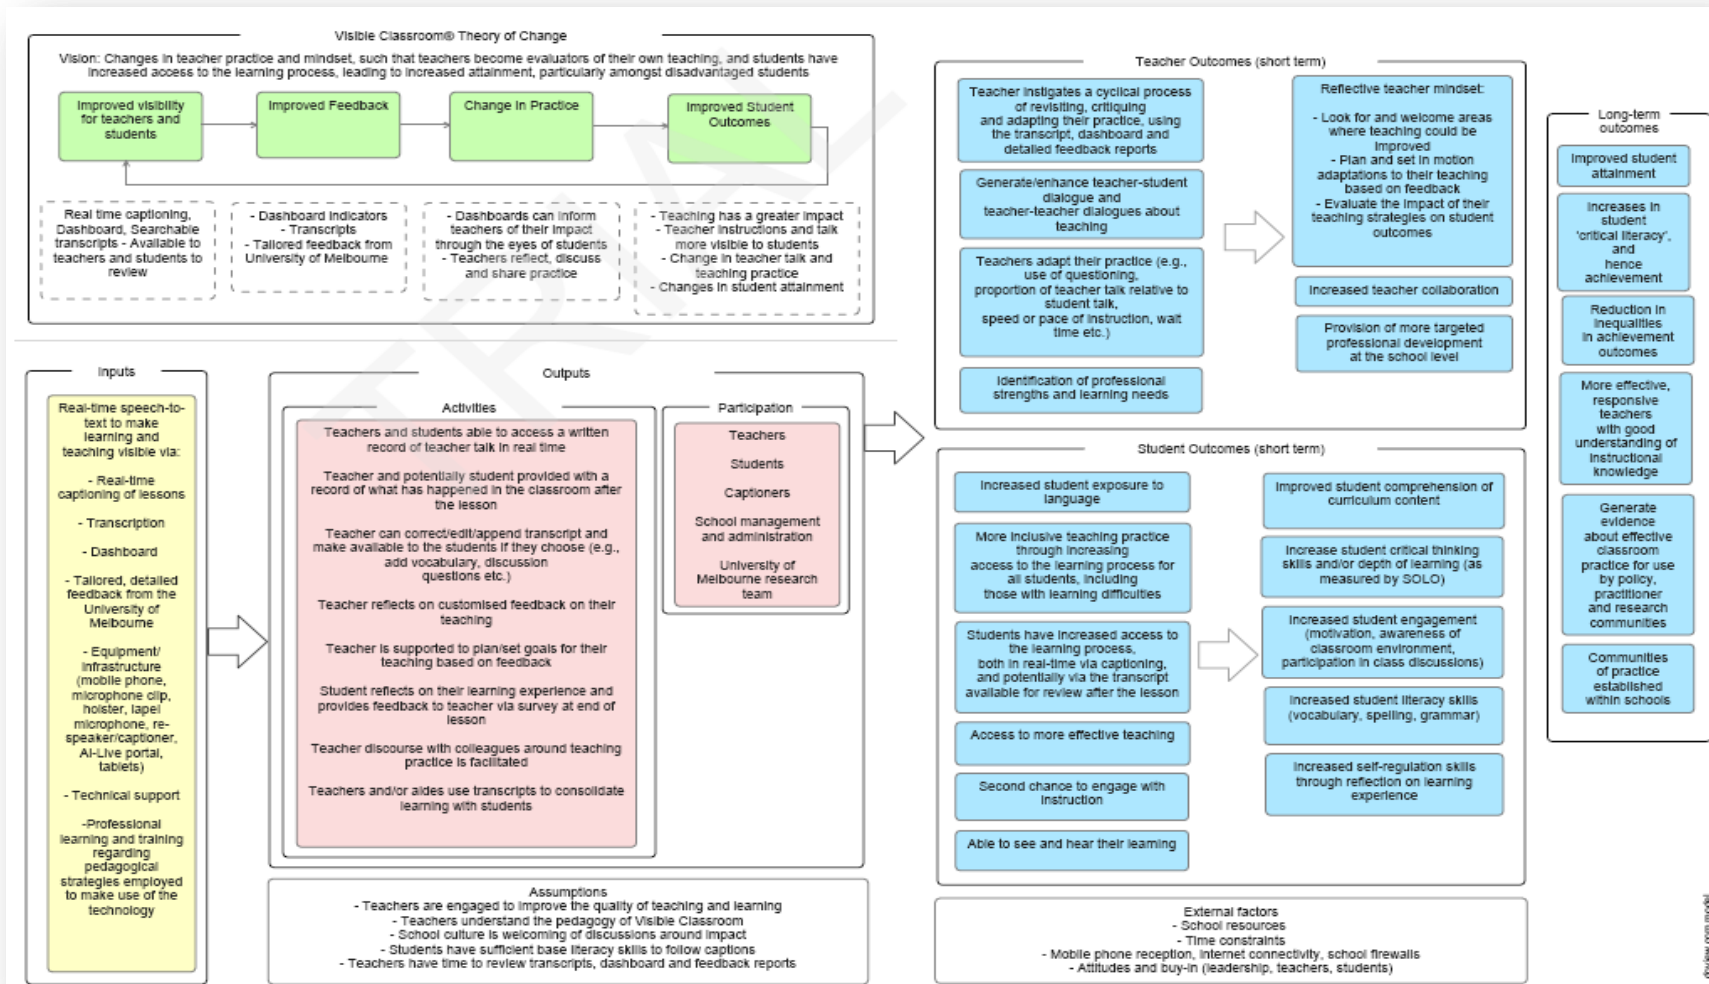 Visible Classroom® Theory of Change
Vision: Changes in teacher practice and mindset, such that teachers become evaluators of their own teaching, and students have
increased access to the learning process, leading to increased attainment, particularly amongst disadvantaged students
Improved visibility
for teachers and
students
Improved Feedback
Change in Practice
Improved Student
Outcomes
Real time captioning,
Dashboard, Searchable
transcripts - Available to
teachers and students to
review
- Dashboard indicators
- Transcripts
- Tailored feedback from
University of Melbourne
- Dashboards can inform
teachers of their impact
through the eyes of students
- Teachers reflect, discuss
and share practice
- Teaching has a greater impact
- Teacher instructions and talk
more visible to students
- Change in teacher talk and
teaching practice
- Changes in student attainment
TRIAL
Inputs
Real-time speech-to-
text to make
learning and
teaching visible via:
- Real-time
captioning of lessons
- Transcription
- Dashboard
- Tailored, detailed
feedback from the
University of
Melbourne
- Equipment/
infrastructure
(mobile phone,
microphone clip,
holster, lapel
microphone, re-
speaker/captioner,
AI-Live portal,
tablets)
- Technical support
-Professional
learning and training
regarding
pedagogical
strategies employed
to make use of the
technology
Outputs
Activities
Teachers and students able to access a written
record of teacher talk in real time
Teacher and potentially student provided with a
record of what has happened in the classroom after
the lesson
Teacher can correct/edit/append transcript and
make available to the students if they choose (e.g.,
add vocabulary, discussion
questions etc.)
Teacher reflects on customised feedback on their
teaching
Teacher is supported to plan/set goals for their
teaching based on feedback
Student reflects on their learning experience and
provides feedback to teacher via survey at end of
lesson
Teacher discourse with colleagues around teaching
practice is facilitated
Teachers and/or aides use transcripts to consolidate
learning with students
Participation
Teachers
Students
Captioners
School management
and administration
University of
Melbourne research
team
Assumptions
- Teachers are engaged to improve the quality of teaching and learning
- Teachers understand the pedagogy of Visible Classroom
- School culture is welcoming of discussions around impact
- Students have sufficient base literacy skills to follow captions
- Teachers have time to review transcripts, dashboard and feedback reports
Teacher Outcomes (short term)
Teacher instigates a cyclical process
of revisiting, critiquing
and adapting their practice, using
the transcript, dashboard and
detailed feedback reports
Generate/enhance teacher-student
dialogue and
teacher-teacher dialogues about
teaching
Teachers adapt their practice (e.g.,
use of questioning,
proportion of teacher talk relative to
student talk,
speed or pace of instruction, wait
time etc.)
Identification of professional
strengths and learning needs
Reflective teacher mindset:
- Look for and welcome areas
where teaching could be
improved
- Plan and set in motion
adaptations to their teaching
based on feedback
- Evaluate the impact of their
teaching strategies on student
outcomes
Increased teacher collaboration
Provision of more targeted
professional development
at the school level
Student Outcomes (short term)
Increased student exposure to
language
More inclusive teaching practice
through increasing
access to the learning process for
all students, including
those with learning difficulties
Students have increased access to
the learning process,
both in real-time via captioning,
and potentially via the transcript
available for review after the lesson
Access to more effective teaching
Second chance to engage with
instruction
Able to see and hear their learning
Improved student comprehension of
curriculum content
Increase student critical thinking
skills and/or depth of learning (as
measured by SOLO)
Increased student engagement
(motivation, awareness of
classroom environment,
participation in class discussions)
Increased student literacy skills
(vocabulary, spelling, grammar)
Increased self-regulation skills
through reflection on learning
experience
External factors
- School resources
- Time constraints
- Mobile phone reception, internet connectivity, school firewalls
- Attitudes and buy-in (leadership, teachers, students)
Long-term
outcomes
Improved student
attainment
Increases in
student
'critical literacy',
and
hence
achievement
Reduction in
inequalities
in achievement
outcomes
More effective,
responsive
teachers
with good
understanding of
instructional
knowledge
Generate
evidence
about effective
classroom
practice for use
by policy,
practitioner
and research
communities
Communities
of practice
established
within schools